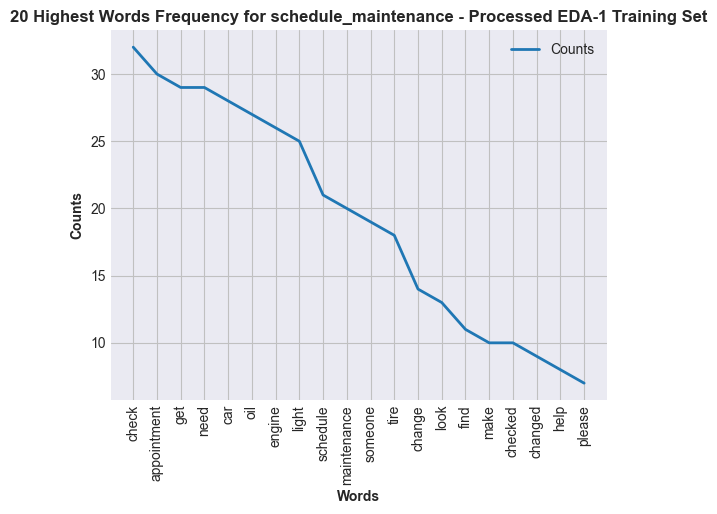 20 Highest Words Frequency for schedule_maintenance - Processed EDA-1 Training Set
Counts
30
25
20
15
10
Counts
check
appointment
get
need
car
oil
engine
light
schedule
maintenance
someone
tire
change
look
find
make
checked
changed
help
please
Words